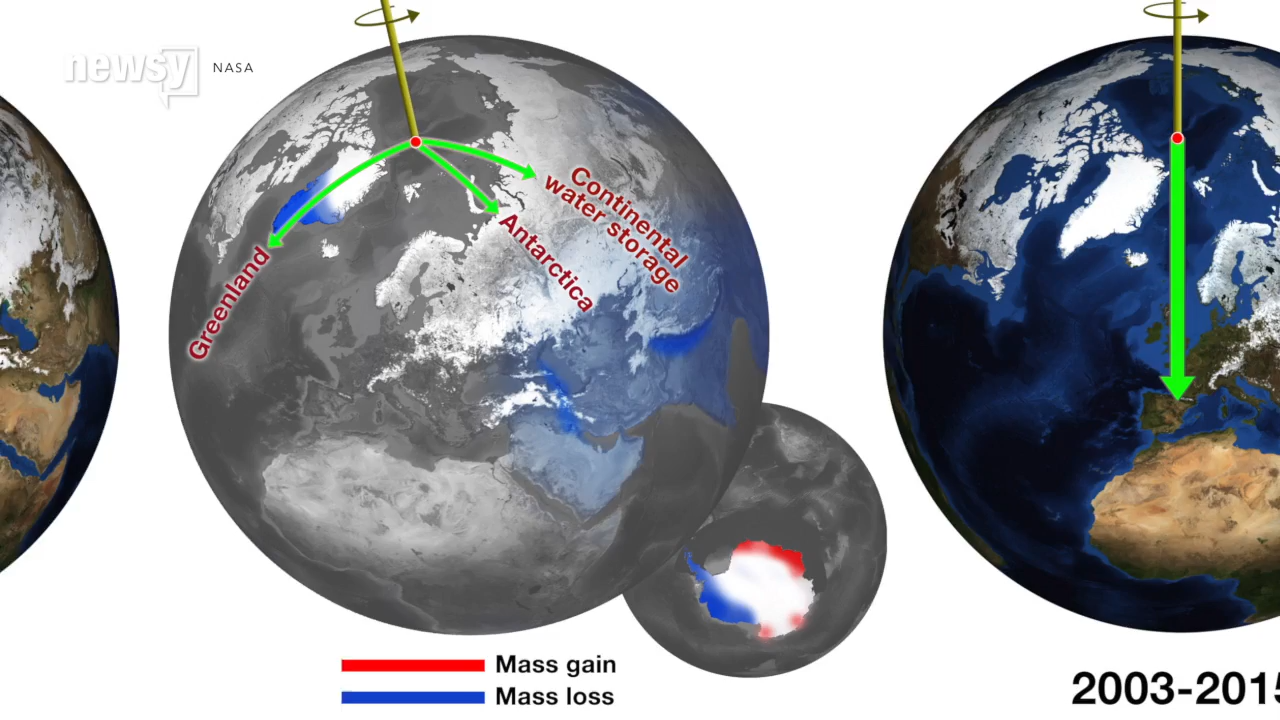 newsy
NASA
Greenland
Antarctica
Continental
water storage
Mass gain
Mass loss
2003-2015